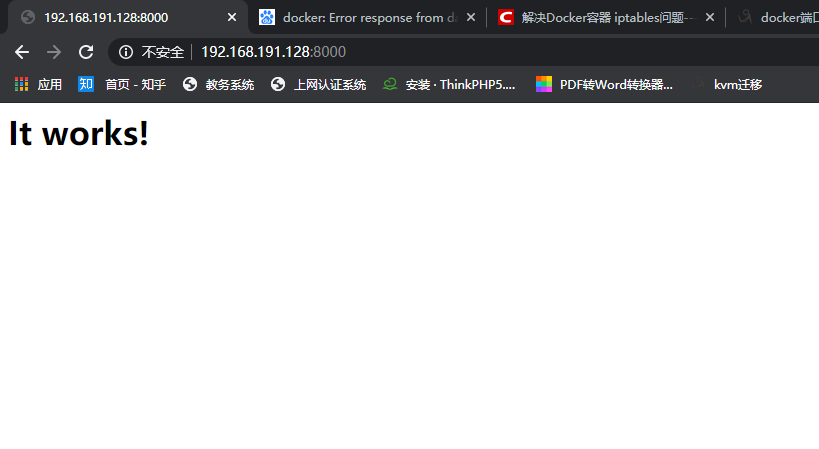 192.168.191.128:8000
docker: Error response from da
解决Docker容器 iptables问题--
docker端口
不安全 192.168.191.128:8000
应用 知 首页 - 知乎 教务系统 上网认证系统 安装 · ThinkPHP5.... PDF转Word转换器... kvm迁移
It works!